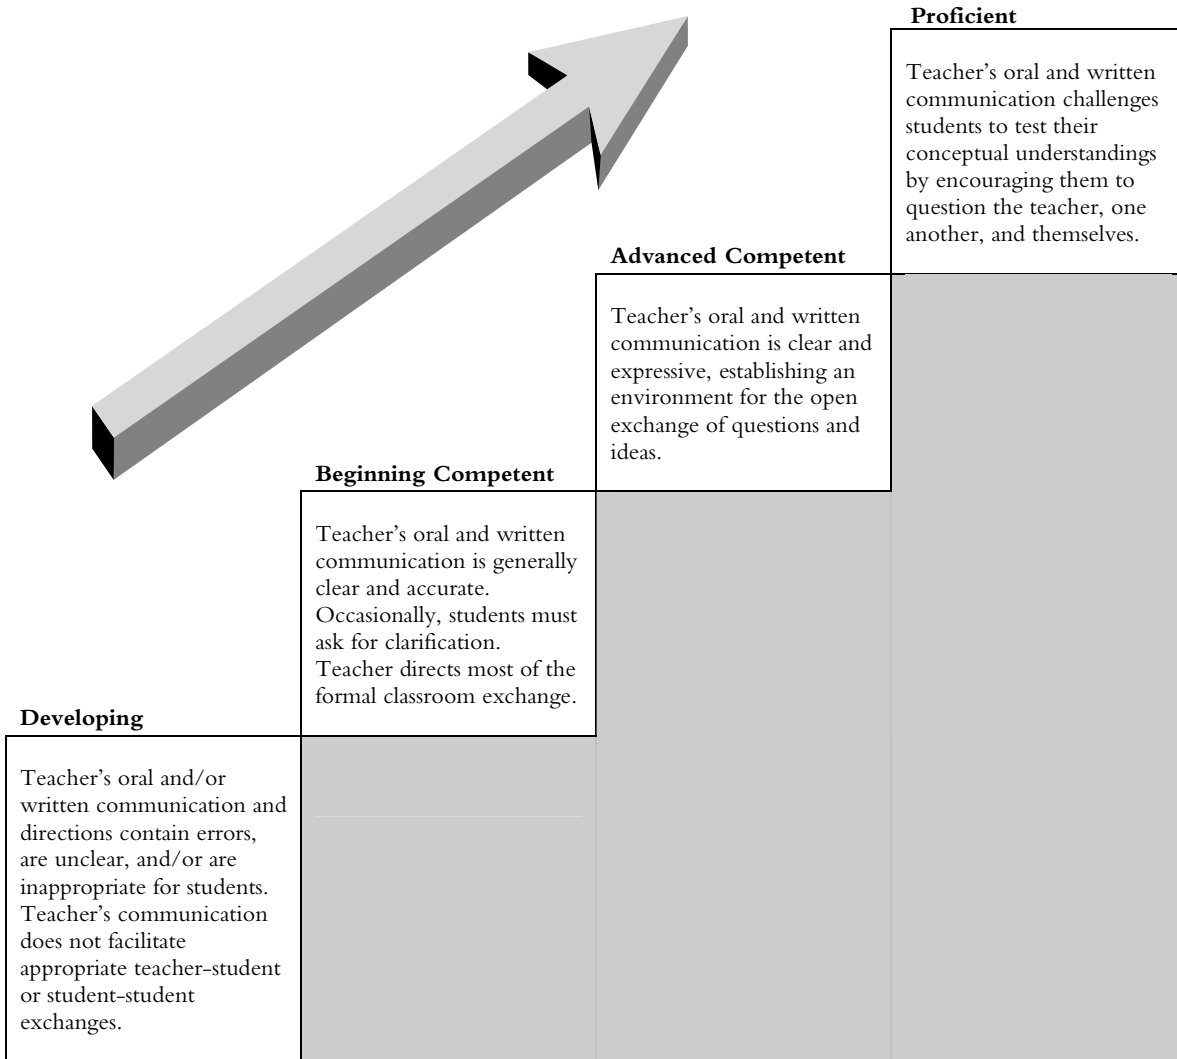 Proficient
Teacher’s oral and written
communication challenges
students to test their
conceptual understandings
by encouraging them to
question the teacher, one
another, and themselves.
Advanced Competent
Teacher’s oral and written
communication is clear and
expressive, establishing an
environment for the open
exchange of questions and
ideas.
Beginning Competent
Teacher’s oral and written
communication is generally
clear and accurate.
Occasionally, students must
ask for clarification.
Teacher directs most of the
formal classroom exchange.
Developing
Teacher’s oral and/or
written communication and
directions contain errors,
are unclear, and/or are
inappropriate for students.
Teacher’s communication
does not facilitate
appropriate teacher-student
or student-student
exchanges.